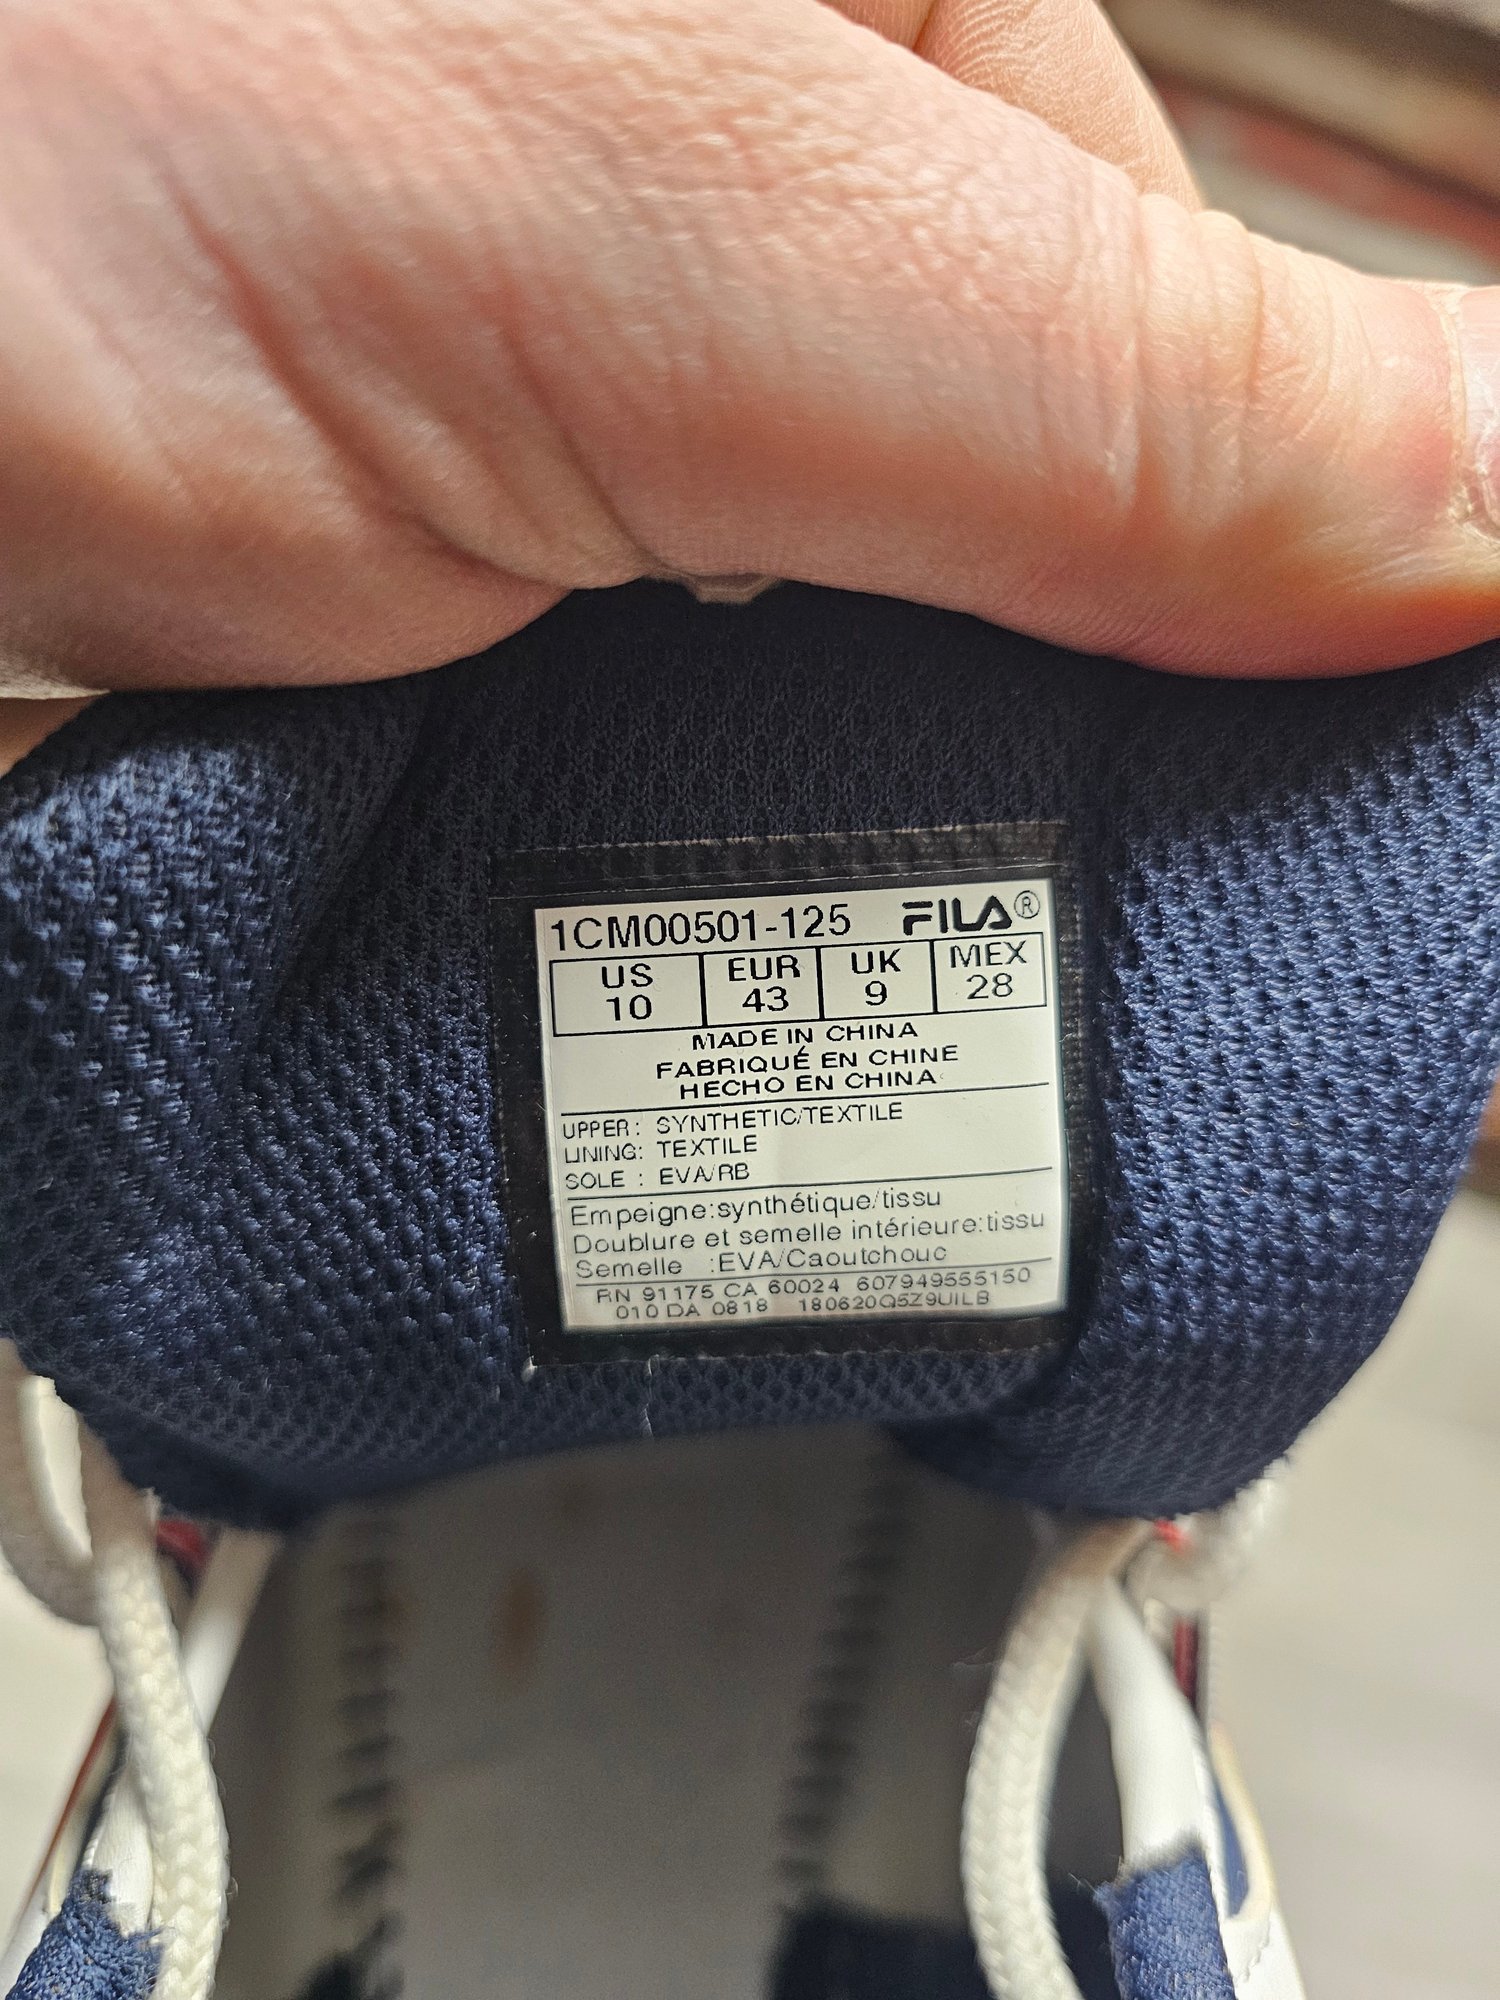 1CM00501-125 FILA®
US EUR UK MEX
10 43 9 28
MADE IN CHINA
FABRIQUÉ EN CHINE
HECHO EN CHINA
UPPER: SYNTHETIC/TEXTILE
LINING: TEXTILE
SOLE : EVA/RB
Empeigne:synthétique/tissu
Doublure et semelle intérieure:tissu
Semelle :EVA/Caoutchouc
RN 91175 CA 60024 607949555150
010 DA 0818 180620Q5Z9UILB